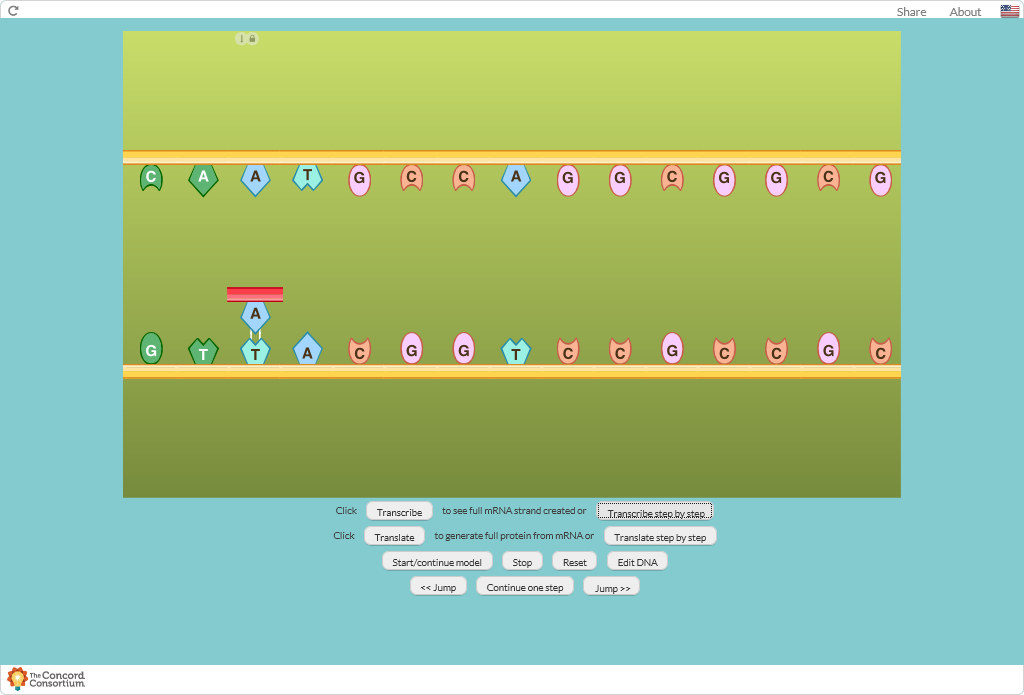 Share About
C A A T G C C A G G C G G C G
A
G T T A C G G T C C G C C G C
Click Transcribe to see full mRNA strand created or Transcribe step by step
Click Translate to generate full protein from mRNA or Translate step by step
Start/continue model Stop Reset Edit DNA
<< Jump Continue one step Jump >>
The Concord
Consortium